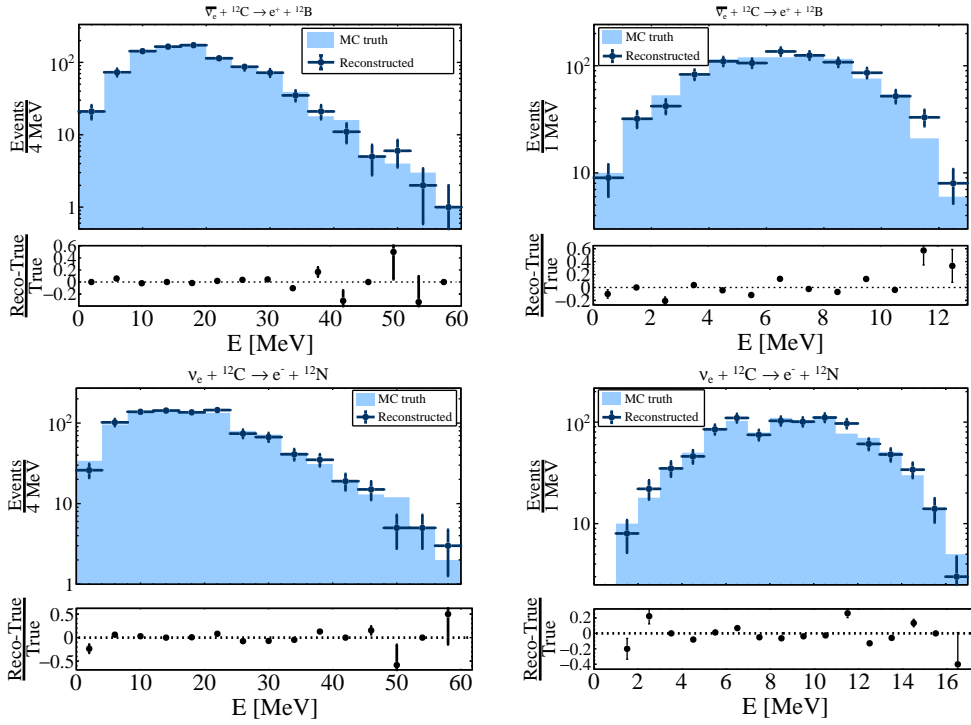 ν̅e + ¹²C → e⁺ + ¹²B
MC truth
Reconstructed
Events
4 MeV
10²
10
1
Reco-True
True
0.6
0.4
0.2
0
−0.2
0 10 20 30 40 50 60
E [MeV]
ν̅e + ¹²C → e⁺ + ¹²B
MC truth
Reconstructed
Events
1 MeV
10²
10
Reco-True
True
0.6
0.4
0.2
0
−0.2
0 2 4 6 8 10 12
E [MeV]
νe + ¹²C → e⁻ + ¹²N
MC truth
Reconstructed
Events
4 MeV
10²
10
1
Reco-True
True
0.5
0
−0.5
0 10 20 30 40 50 60
E [MeV]
νe + ¹²C → e⁻ + ¹²N
MC truth
Reconstructed
Events
1 MeV
10²
10
Reco-True
True
0.2
0
−0.2
−0.4
0 2 4 6 8 10 12 14 16
E [MeV]